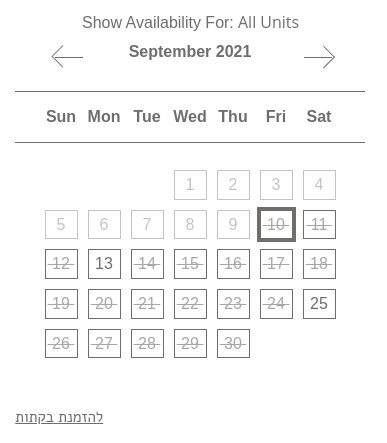 Show Availability For: All Units
September 2021
Sun Mon Tue Wed Thu Fri Sat
1 2 3 4
5 6 7 8 9 10 11
12 13 14 15 16 17 18
19 20 21 22 23 24 25
26 27 28 29 30
להזמנת בקתות